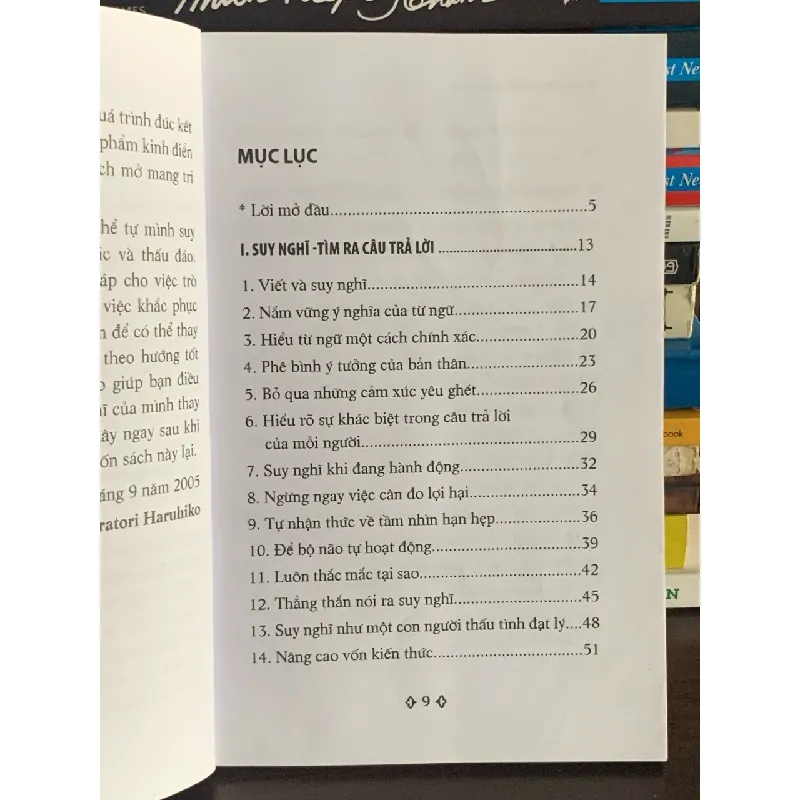 uá trình đúc kết
phẩm kinh điển
ch mở mang tri
hể tự mình suy
c và thấu đáo.
áp cho việc trò
việc khắc phục
n để có thể thay
theo hướng tốt
giúp bạn điều
ĩ của mình thay
ây ngay sau khi
ốn sách này lại.
áng 9 năm 2005
ratori Haruhiko
MỤC LỤC
* Lời mở đầu.....5
I. SUY NGHĨ -TÌM RA CÂU TRẢ LỜI.....13
1. Viết và suy nghĩ.....14
2. Nắm vững ý nghĩa của từ ngữ.....17
3. Hiểu từ ngữ một cách chính xác.....20
4. Phê bình ý tưởng của bản thân.....23
5. Bỏ qua những cảm xúc yêu ghét.....26
6. Hiểu rõ sự khác biệt trong câu trả lời
của mỗi người.....29
7. Suy nghĩ khi đang hành động.....32
8. Ngừng ngay việc cân đo lợi hại.....34
9. Tự nhận thức về tầm nhìn hạn hẹp.....36
10. Để bộ não tự hoạt động.....39
11. Luôn thắc mắc tại sao.....42
12. Thẳng thắn nói ra suy nghĩ.....45
13. Suy nghĩ như một con người thấu tình đạt lý....48
14. Nâng cao vốn kiến thức.....51
9